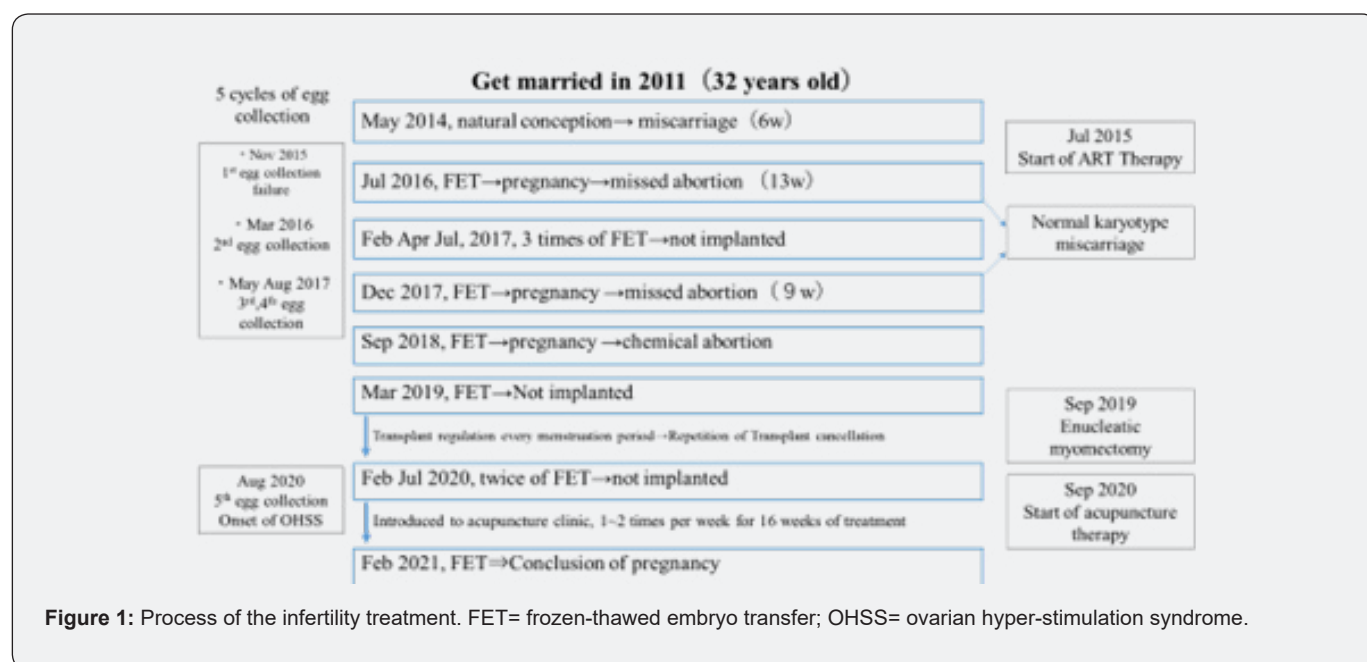 Get married in 2011 (32 years old)
5 cycles of egg
collection
May 2014, natural conception→ miscarriage (6w)
Jul 2015
Start of ART Therapy
・Nov 2015
1st egg collection
failure
・Mar 2016
2nd egg collection
・May Aug 2017
3rd,4th egg
collection
Jul 2016, FET→pregnancy→missed abortion (13w)
Feb Apr Jul, 2017, 3 times of FET→not implanted
Normal karyotype
miscarriage
Dec 2017, FET→pregnancy →missed abortion (9 w)
Sep 2018, FET→pregnancy →chemical abortion
Mar 2019, FET→Not implanted
Transplant regulation every menstruation period→Repetition of Transplant cancellation
Sep 2019
Enucleatic
myomectomy
Feb Jul 2020, twice of FET→not implanted
Aug 2020
5th egg collection
Onset of OHSS
Introduced to acupuncture clinic, 1~2 times per week for 16 weeks of treatment
Sep 2020
Start of acupuncture
therapy
Feb 2021, FET⇒Conclusion of pregnancy
Figure 1: Process of the infertility treatment. FET= frozen-thawed embryo transfer; OHSS= ovarian hyper-stimulation syndrome.